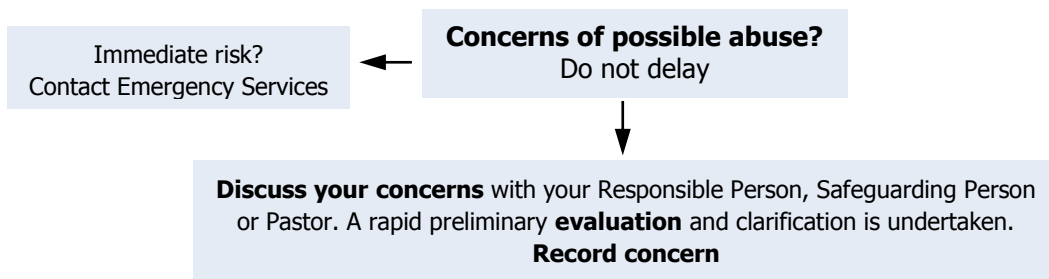 Concerns of possible abuse?
Do not delay
Immediate risk?
Contact Emergency Services
Discuss your concerns with your Responsible Person, Safeguarding Person
or Pastor. A rapid preliminary evaluation and clarification is undertaken.
Record concern